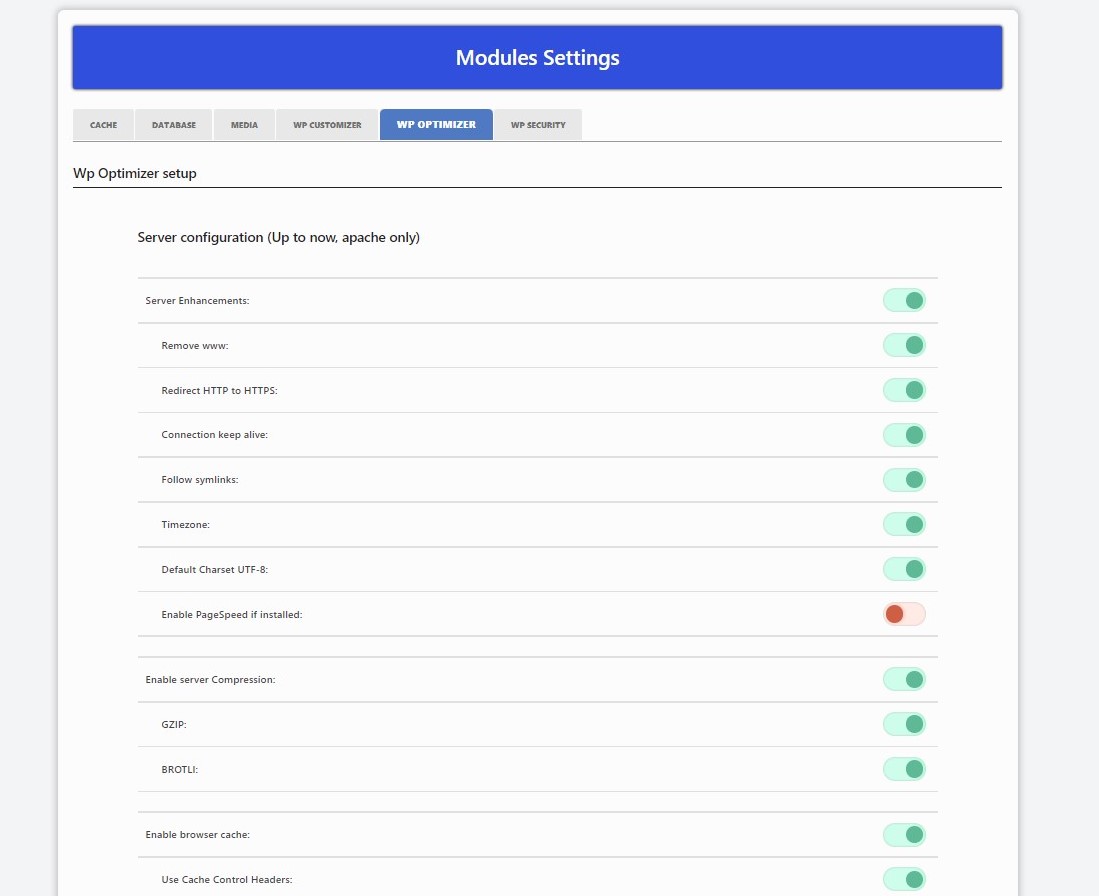 Modules Settings
CACHE DATABASE MEDIA WP CUSTOMIZER WP OPTIMIZER WP SECURITY
Wp Optimizer setup
Server configuration (Up to now, apache only)
Server Enhancements:
Remove www:
Redirect HTTP to HTTPS:
Connection keep alive:
Follow symlinks:
Timezone:
Default Charset UTF-8:
Enable PageSpeed if installed:
Enable server Compression:
GZIP:
BROTLI:
Enable browser cache:
Use Cache Control Headers: